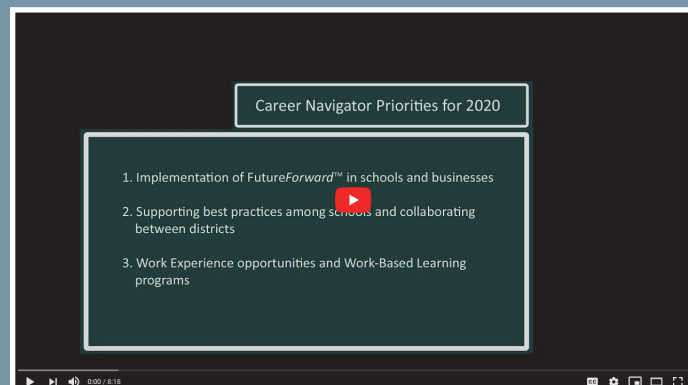 Career Navigator Priorities for 2020
1. Implementation of FutureForward™ in schools and businesses
2. Supporting best practices among schools and collaborating
between districts
3. Work Experience opportunities and Work-Based Learning
programs
0:00 / 8:18
CC